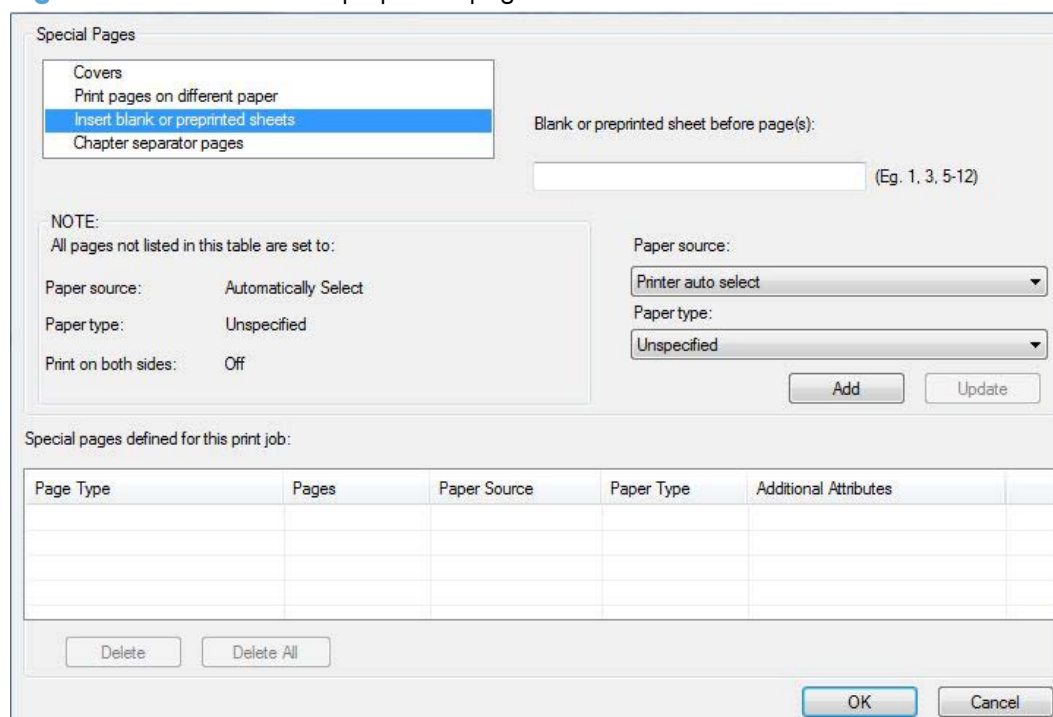 Special Pages
Covers
Print pages on different paper
Insert blank or preprinted sheets
Chapter separator pages
Blank or preprinted sheet before page(s):
(Eg. 1, 3, 5-12)
NOTE:
All pages not listed in this table are set to:
Paper source: Automatically Select
Paper type: Unspecified
Print on both sides: Off
Paper source:
Printer auto select
Paper type:
Unspecified
Add Update
Special pages defined for this print job:
Page Type Pages Paper Source Paper Type Additional Attributes
Delete Delete All
OK Cancel